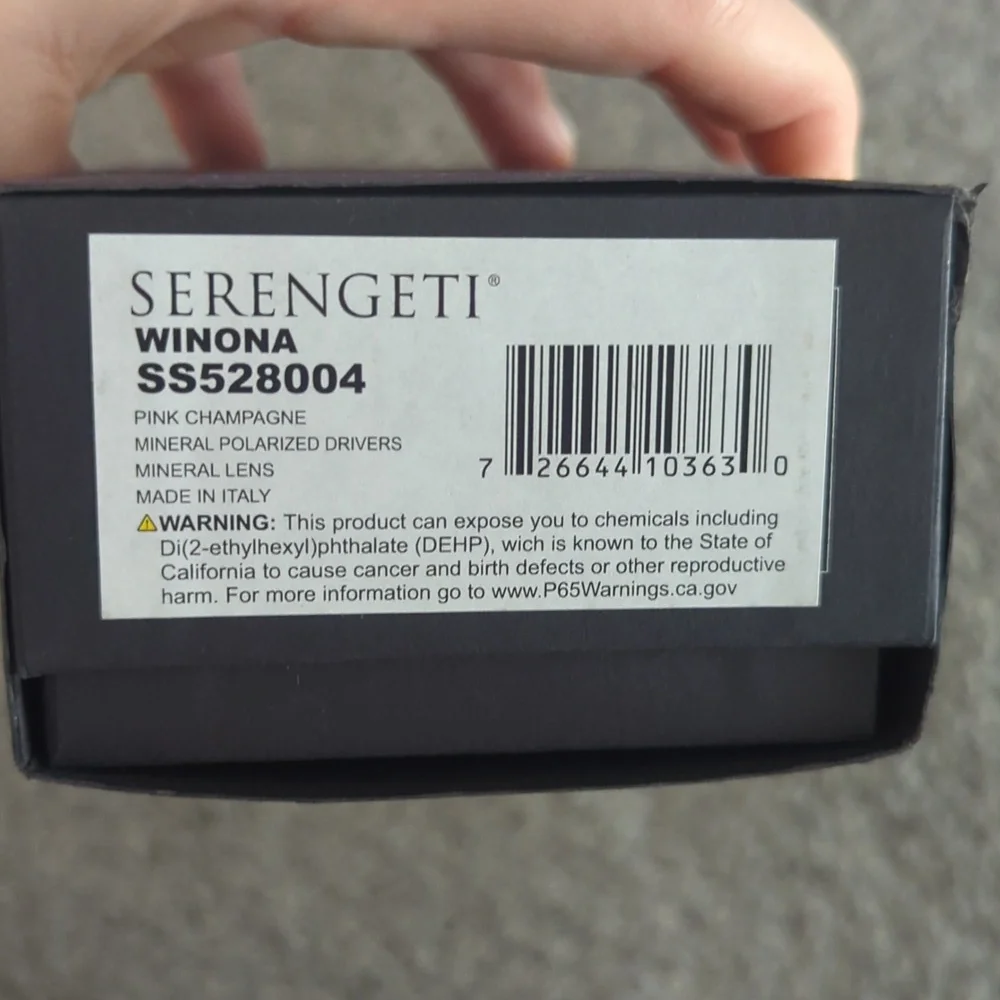 SERENGETI®
WINONA
SS528004
PINK CHAMPAGNE
MINERAL POLARIZED DRIVERS
MINERAL LENS
MADE IN ITALY
7 26644 10363 0
⚠WARNING: This product can expose you to chemicals including
Di(2-ethylhexyl)phthalate (DEHP), wich is known to the State of
California to cause cancer and birth defects or other reproductive
harm. For more information go to www.P65Warnings.ca.gov